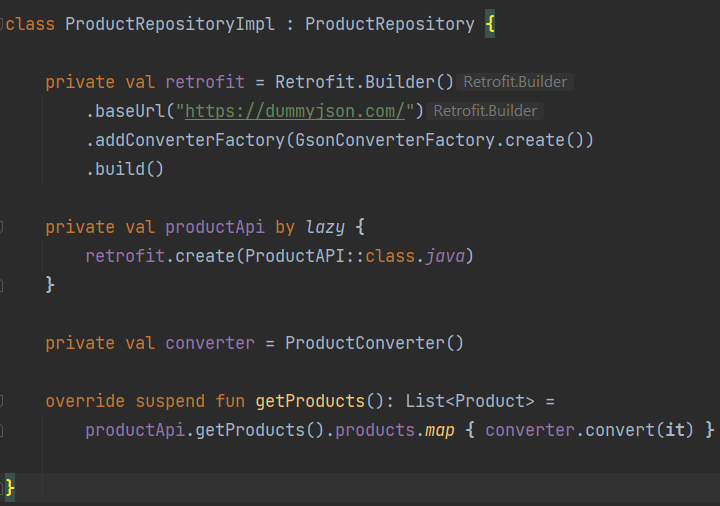 class ProductRepositoryImpl : ProductRepository {
private val retrofit = Retrofit.Builder() Retrofit.Builder
.baseUrl("https://dummyjson.com/") Retrofit.Builder
.addConverterFactory(GsonConverterFactory.create())
.build()
private val productApi by lazy {
retrofit.create(ProductAPI::class.java)
}
private val converter = ProductConverter()
override suspend fun getProducts(): List<Product> =
productApi.getProducts().products.map { converter.convert(it) }
}